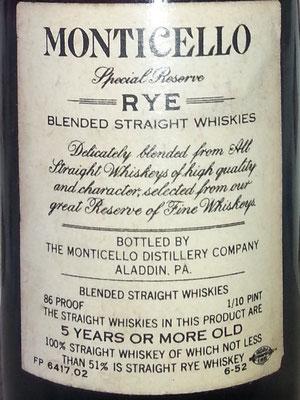 MONTICELLO
Special Reserve
RYE
BLENDED STRAIGHT WHISKIES
Delicately blended from All
Straight Whiskeys of high quality
and character, selected from our
great Reserve of Fine Whiskeys.
BOTTLED BY
THE MONTICELLO DISTILLERY COMPANY
ALADDIN, PA.
BLENDED STRAIGHT WHISKIES
86 PROOF 1/10 PINT
THE STRAIGHT WHISKIES IN THIS PRODUCT ARE
5 YEARS OR MORE OLD
100% STRAIGHT WHISKEY OF WHICH NOT LESS
THAN 51% IS STRAIGHT RYE WHISKEY
FP 6417.02 6-52